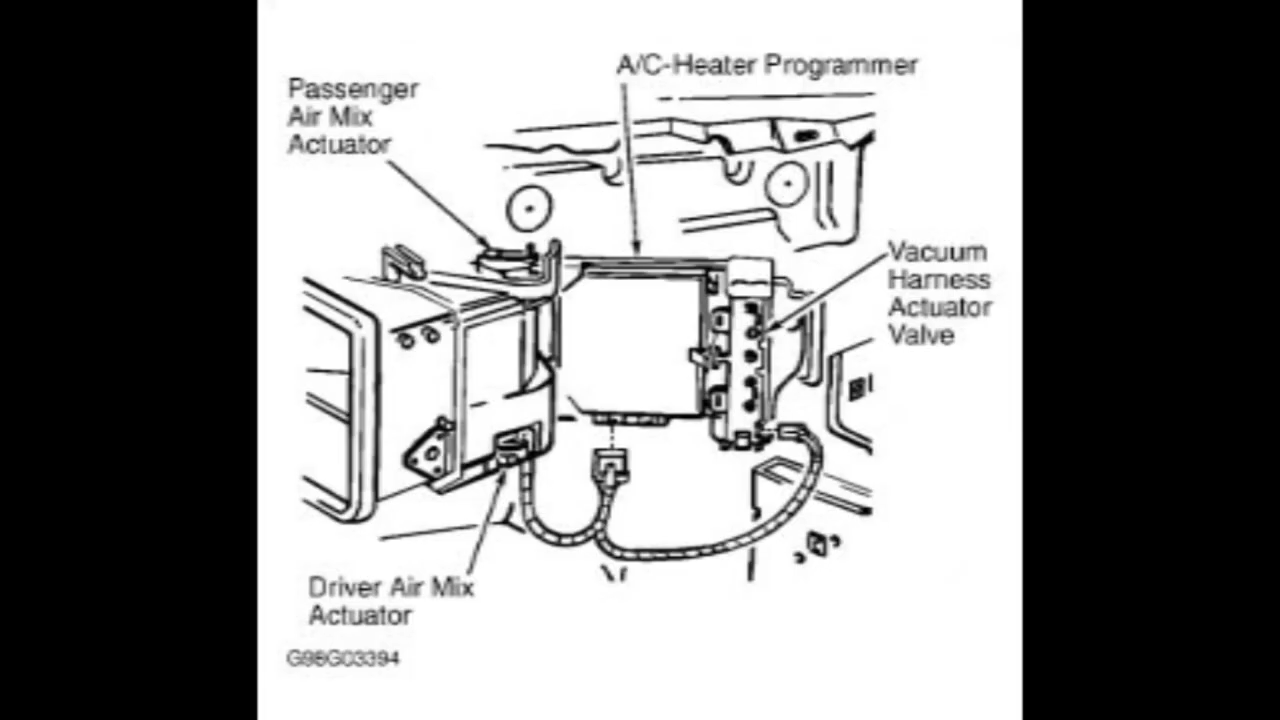 A/C-Heater Programmer
Passenger
Air Mix
Actuator
Vacuum
Harness
Actuator
Valve
Driver Air Mix
Actuator
G98G03394